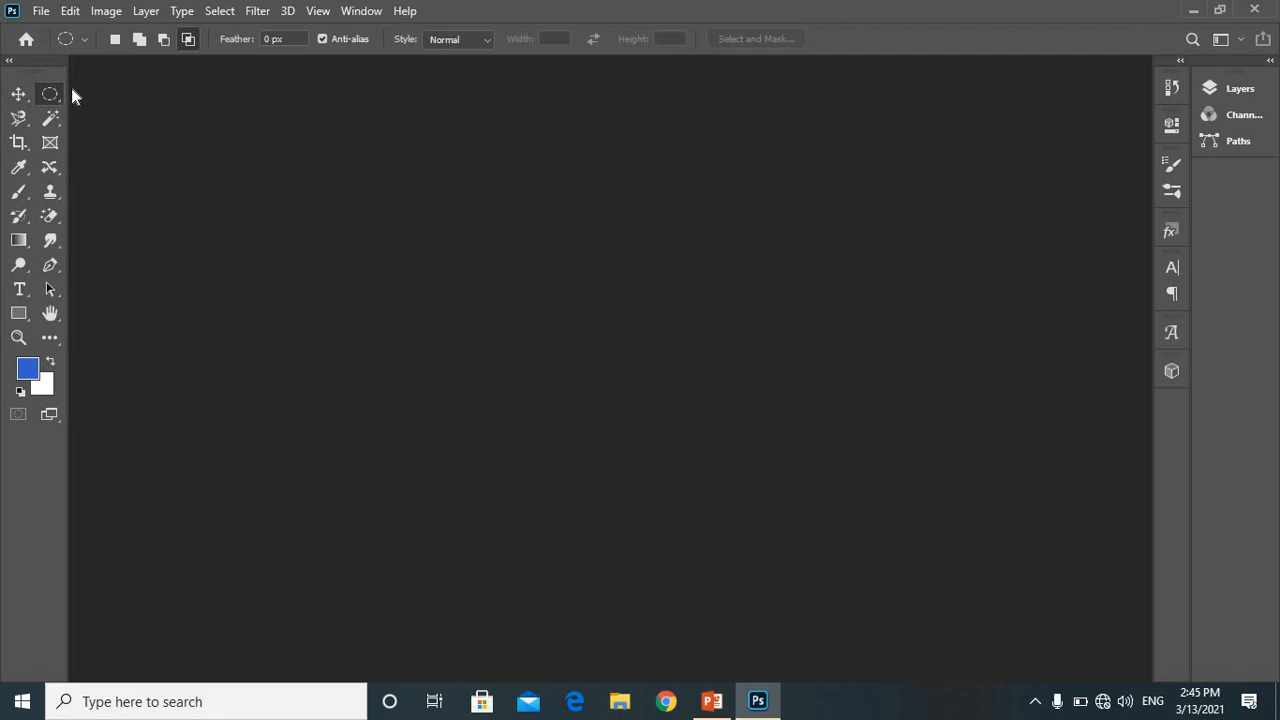 Ps File Edit Image Layer Type Select Filter 3D View Window Help
Feather: 0 px Anti-alias Style: Normal Width: Height: Select and Mask...
Layers
Chann...
Paths
Type here to search
ENG
2:45 PM
3/13/2021